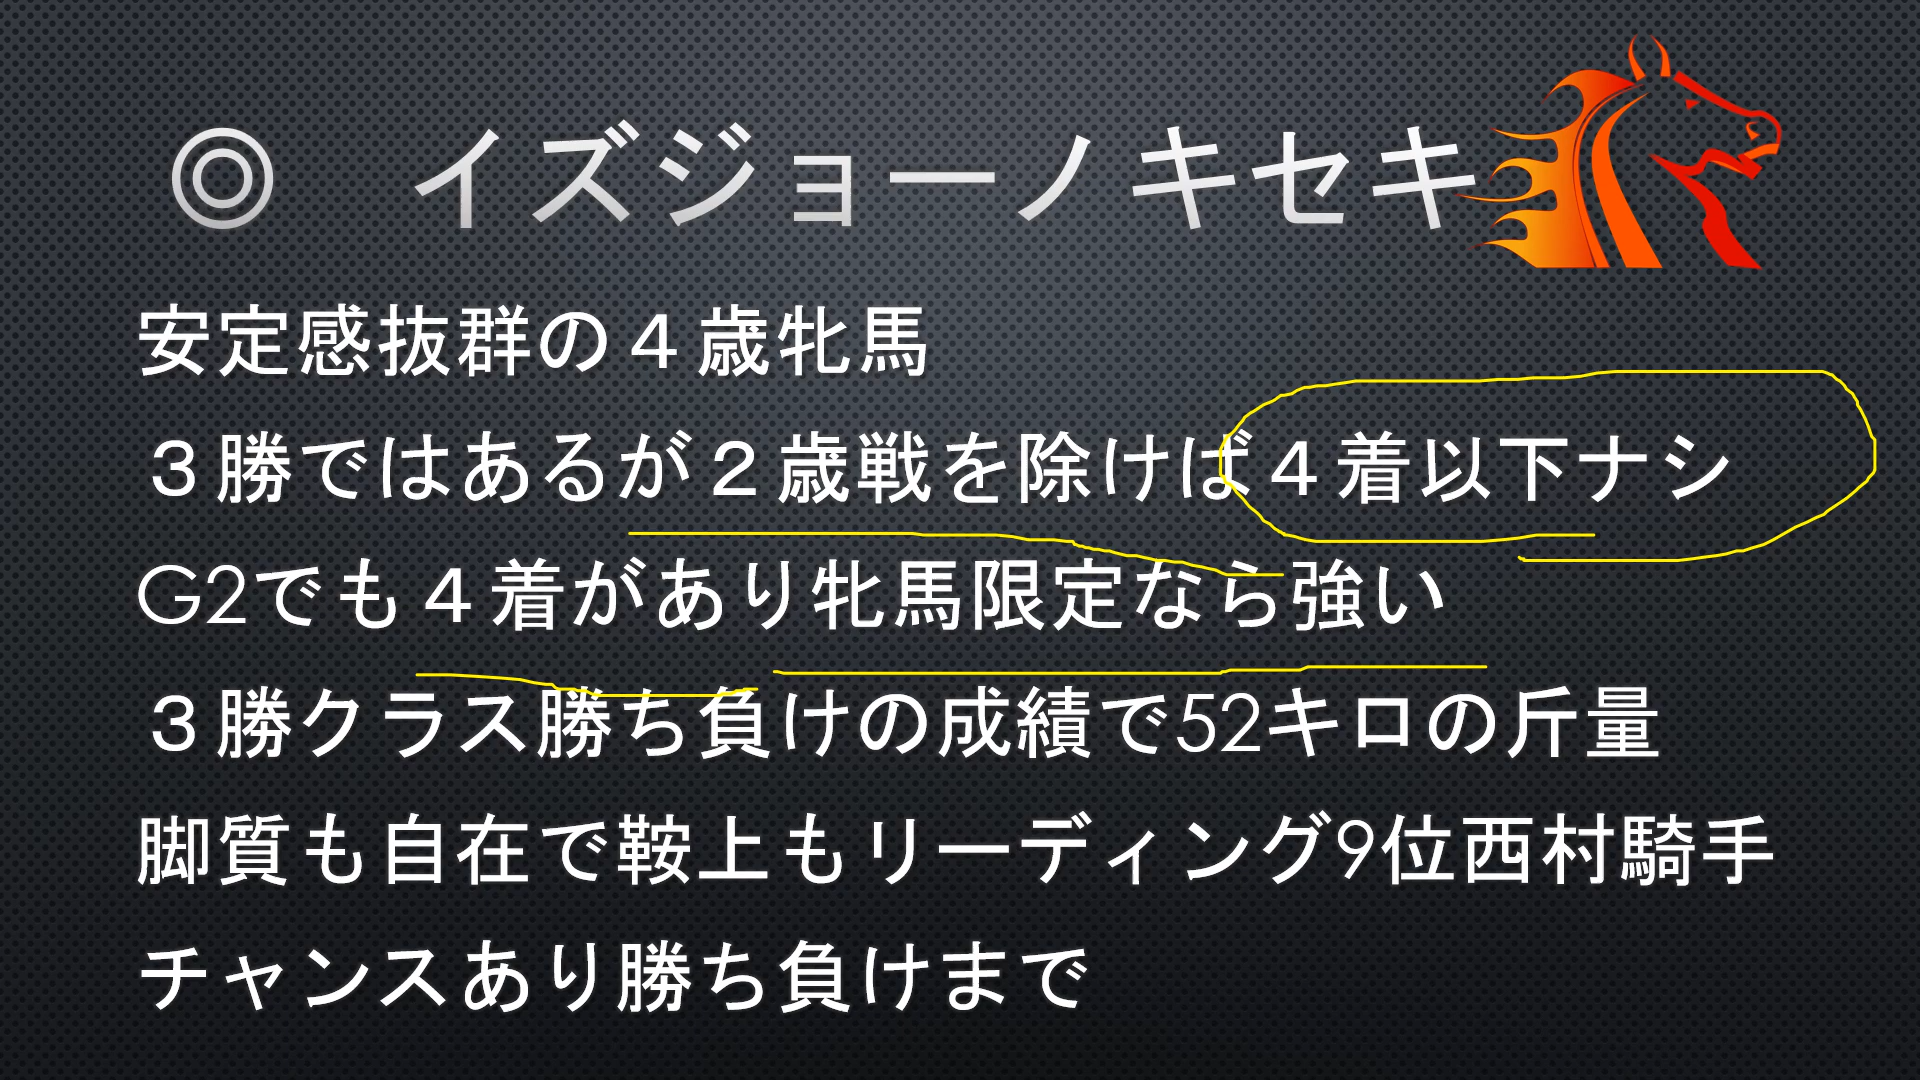 ◎　イズジョーノキセキ
安定感抜群の４歳牝馬
３勝ではあるが２歳戦を除けば４着以下ナシ
G2でも４着があり牝馬限定なら強い
３勝クラス勝ち負けの成績で52キロの斤量
脚質も自在で鞍上もリーディング9位西村騎手
チャンスあり勝ち負けまで